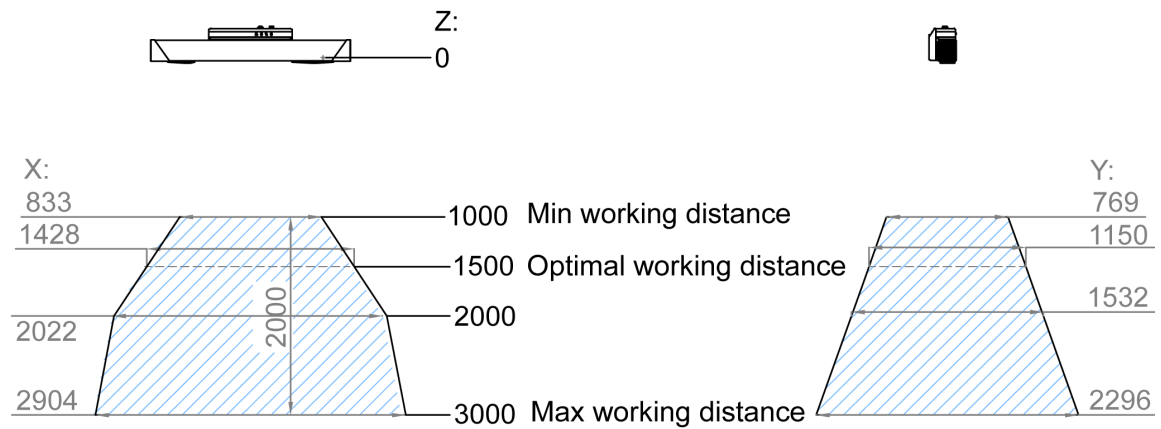 Z:
0
X:
Y:
833
1000 Min working distance
769
1428
1150
1500 Optimal working distance
2000
2000
1532
2022
2904
3000 Max working distance
2296